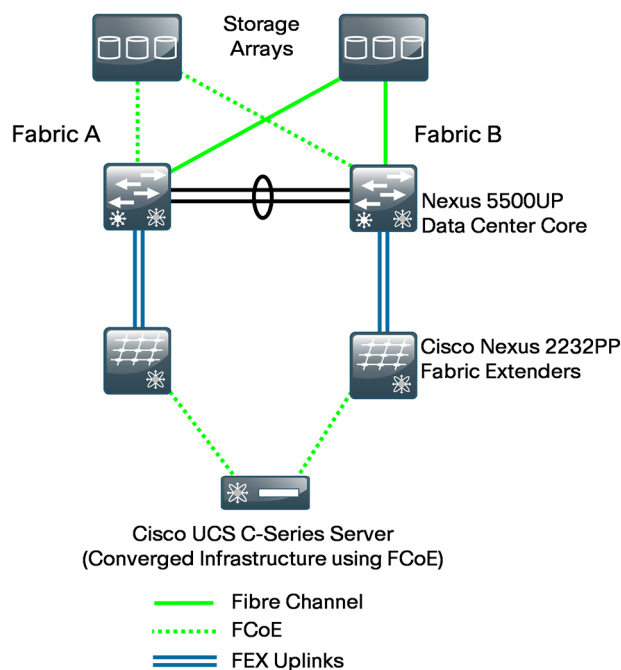 Storage
Arrays
Fabric A
Fabric B
Nexus 5500UP
Data Center Core
Cisco Nexus 2232PP
Fabric Extenders
Cisco UCS C-Series Server
(Converged Infrastructure using FCoE)
Fibre Channel
FCoE
FEX Uplinks